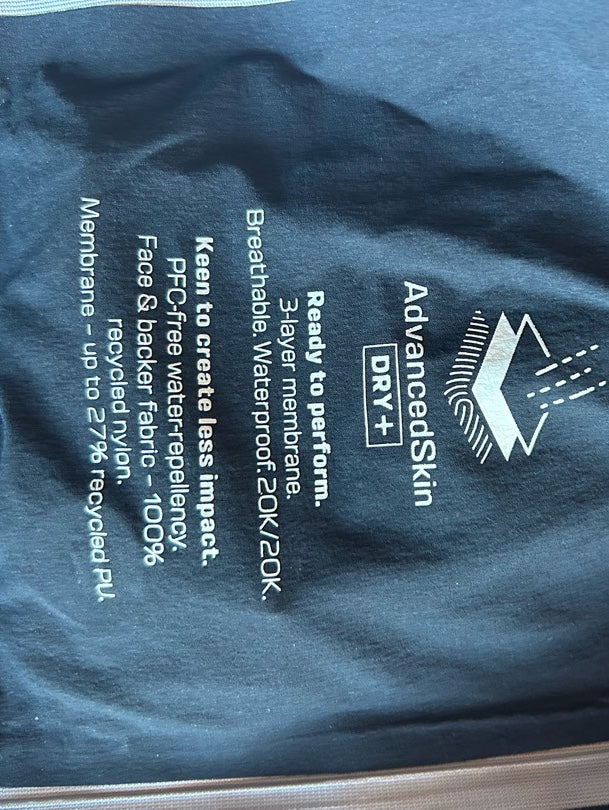 AdvancedSkin
DRY+
Ready to perform.
3-layer membrane.
Breathable. Waterproof. 20K/20K.
Keen to create less impact.
PFC-free water-repellency.
Face & backer fabric – 100%
recycled nylon.
Membrane – up to 27% recycled PU.